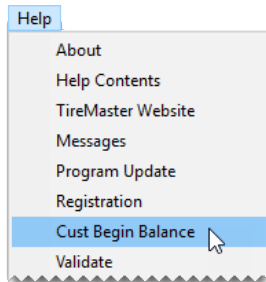 Help
About
Help Contents
TireMaster Website
Messages
Program Update
Registration
Cust Begin Balance
Validate